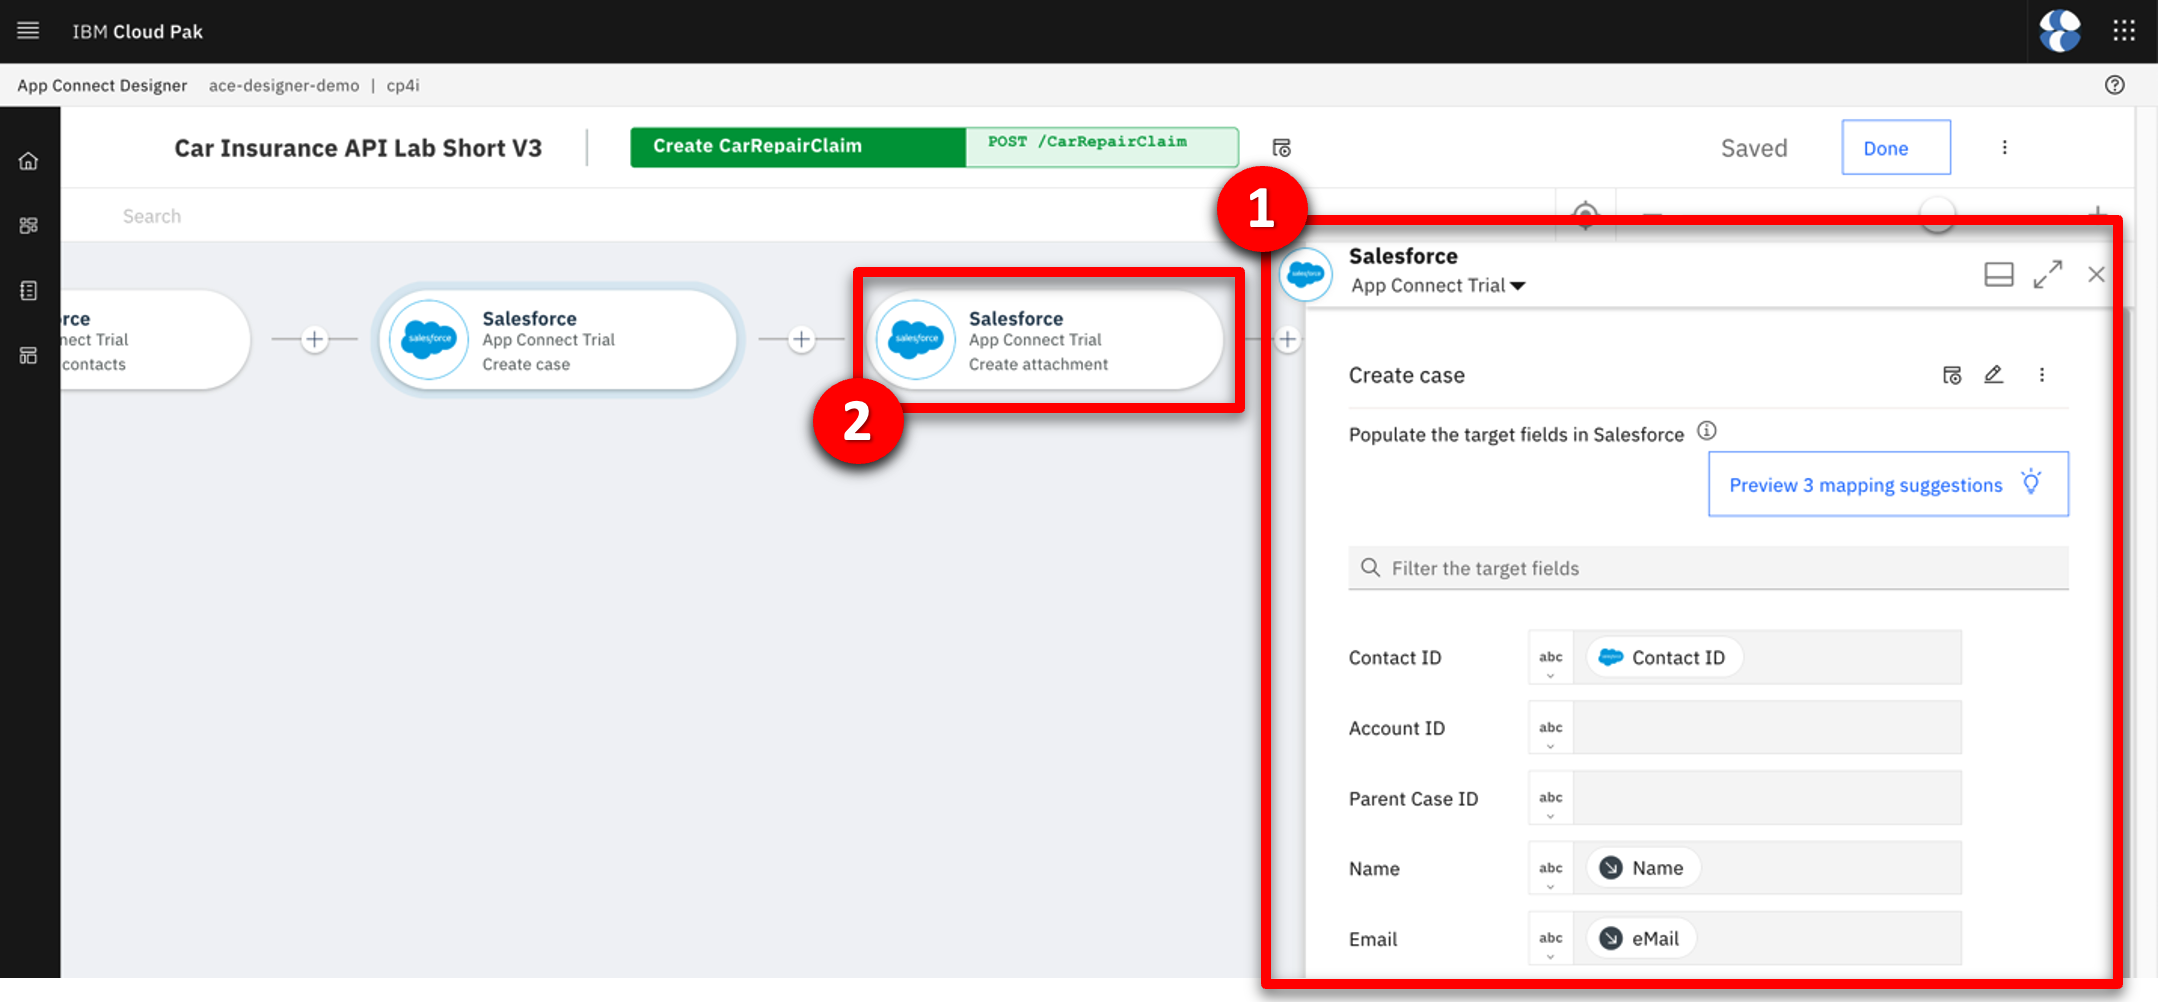 IBM Cloud Pak
App Connect Designer ace-designer-demo | cp4i
Car Insurance API Lab Short V3
Create CarRepairClaim POST /CarRepairClaim
Saved
Done
Search
1
rce
nect Trial
contacts
salesforce
Salesforce
App Connect Trial
Create case
salesforce
Salesforce
App Connect Trial
Create attachment
2
salesforce
Salesforce
App Connect Trial
Create case
Populate the target fields in Salesforce
Preview 3 mapping suggestions
Filter the target fields
Contact ID abc Contact ID
Account ID abc
Parent Case ID abc
Name abc Name
Email abc eMail